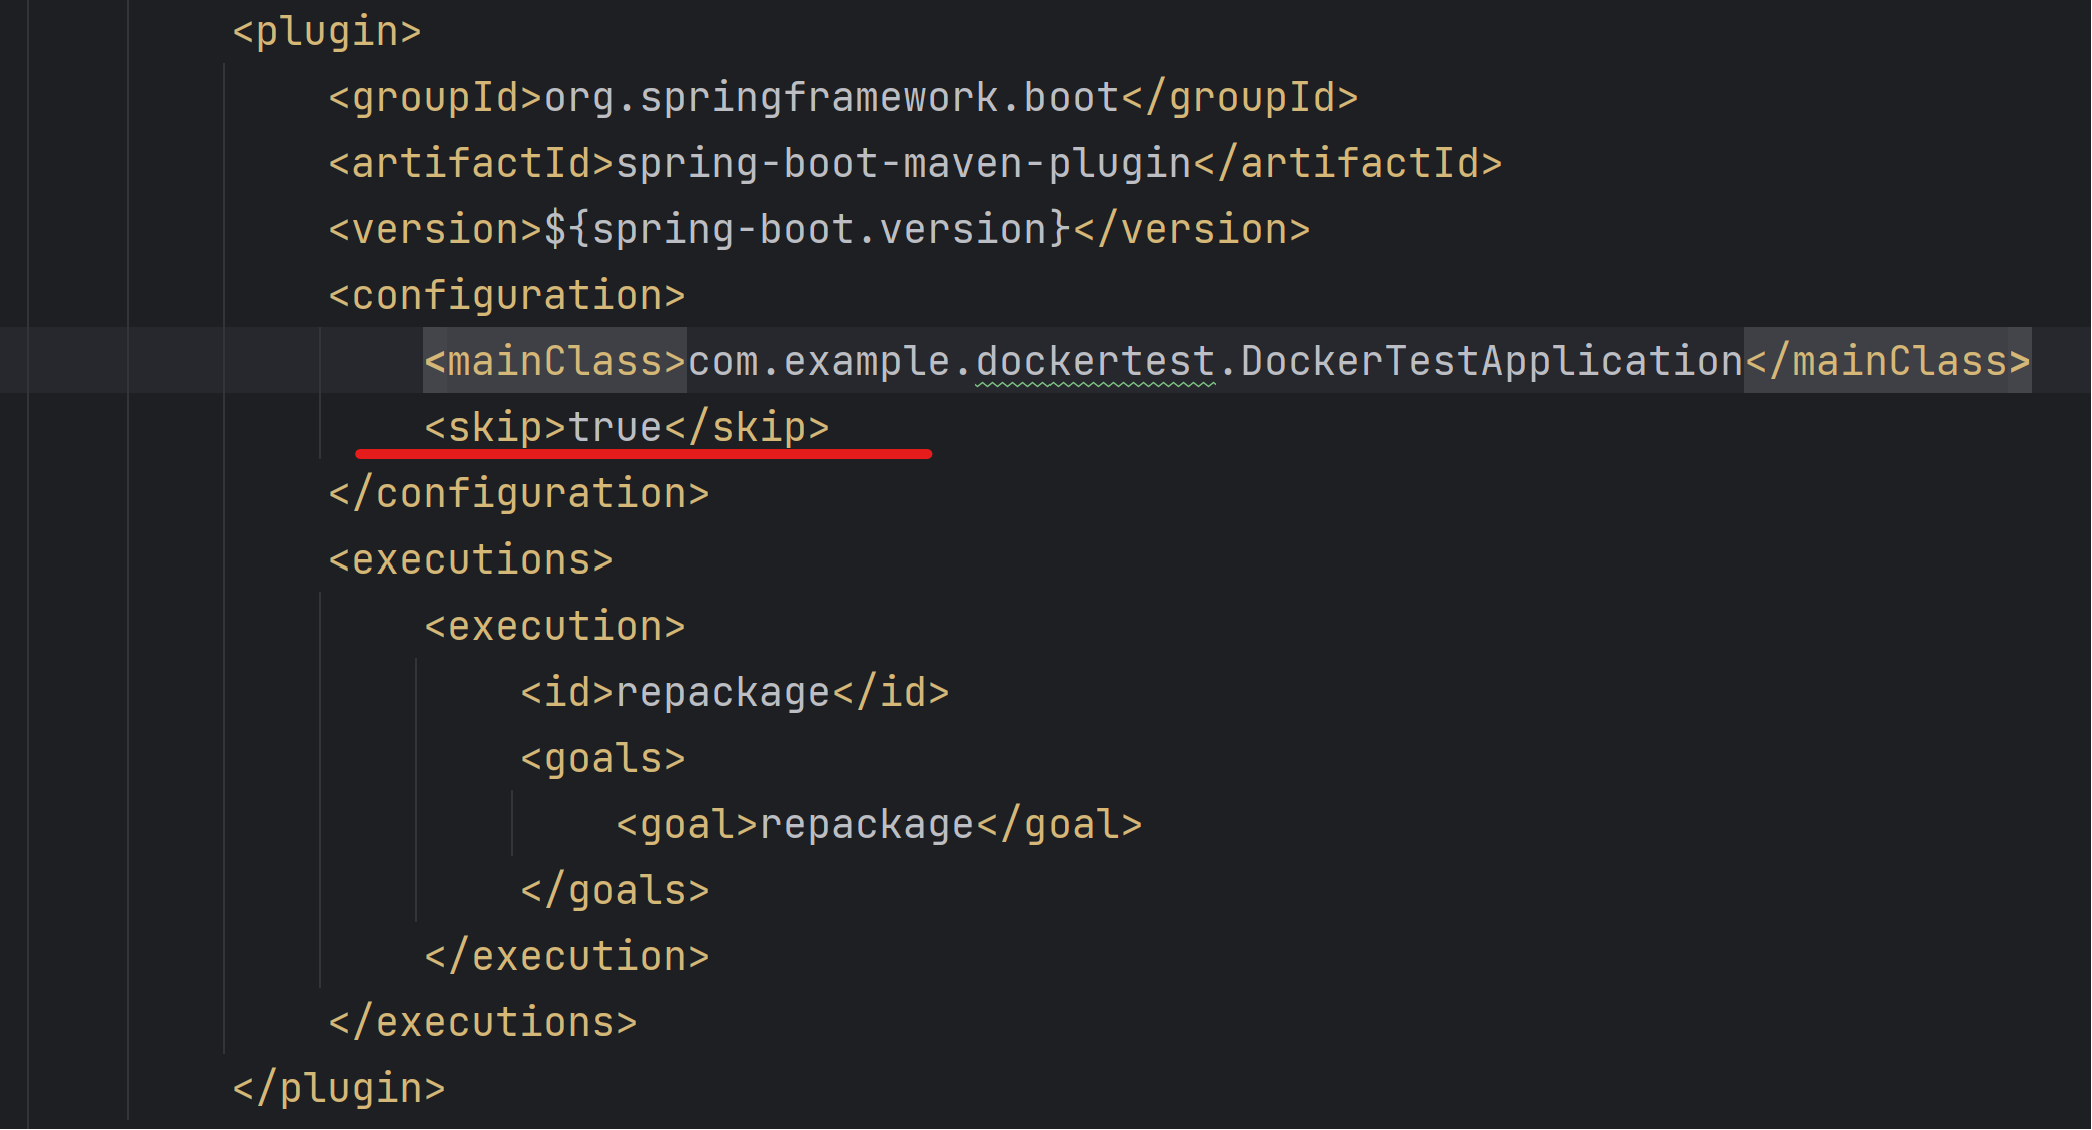 <plugin>
<groupId>org.springframework.boot</groupId>
<artifactId>spring-boot-maven-plugin</artifactId>
<version>${spring-boot.version}</version>
<configuration>
<mainClass>com.example.dockertest.DockerTestApplication</mainClass>
<skip>true</skip>
</configuration>
<executions>
<execution>
<id>repackage</id>
<goals>
<goal>repackage</goal>
</goals>
</execution>
</executions>
</plugin>